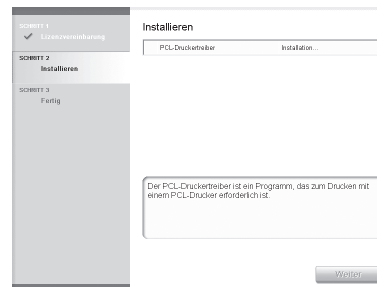 SCHRITT 1
Lizenzvereinbarung
SCHRITT 2
Installieren
SCHRITT 3
Fertig
Installieren
PCL-Druckertreiber Installation...
Der PCL-Druckertreiber ist ein Programm, das zum Drucken mit
einem PCL-Drucker erforderlich ist.
Weiter